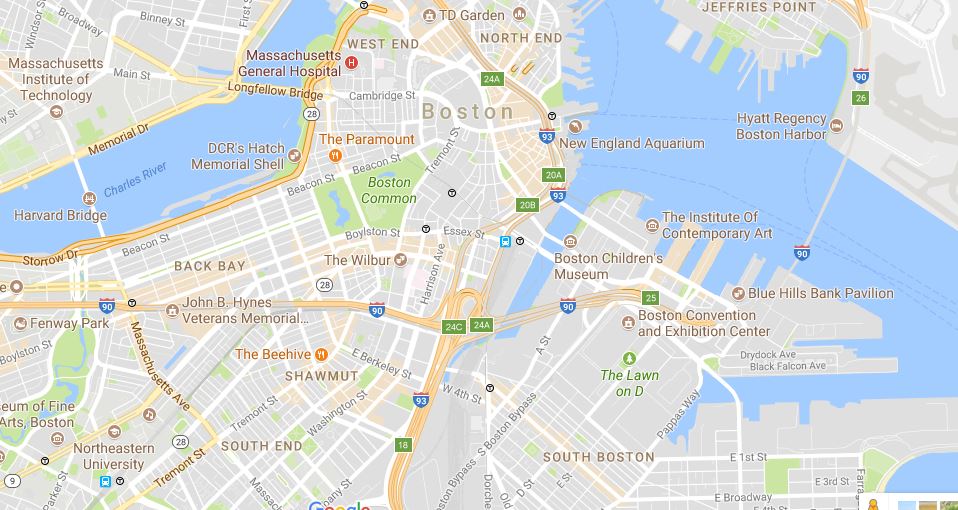 Windsor
Broadway
Binney St
TD Garden
JEFFRIES POINT
WEST END
NORTH END
Massachusetts
General Hospital
H
Massachusetts
Institute of
Technology
Main St
Longfellow Bridge
Cambridge St
24A
90
26
28
Boston
Memorial Dr
The Paramount
Tremont St
93
New England Aquarium
Hyatt Regency
Boston Harbor
DCR's Hatch
Memorial Shell
Charles River
Beacon St
Boston
Common
20A
93
20B
Harvard Bridge
Beacon St
Boylston St
Essex St
The Institute Of
Contemporary Art
Storrow Dr
BACK BAY
The Wilbur
Harrison Ave
Boston Children's
Museum
90
28
90
John B. Hynes
Veterans Memorial...
90
90
25
Blue Hills Bank Pavilion
Fenway Park
24C
24A
Boston Convention
and Exhibition Center
Massachusetts Ave
The Beehive
E Berkeley St
A St
Drydock Ave
Black Falcon Ave
SHAWMUT
The Lawn
on D
W 4th St
93
Tremont St
Washington St
S Boston Bypass
Pappas Way
eum of Fine
Arts, Boston
28
SOUTH END
18
Northeastern
University
Tremont St
E St
SOUTH BOSTON
E 1st St
9
Parker St
Massach
any St
Bypass
Dorche
Old
D St
E 3rd St
E Broadway
E 4th St
Farra
Google